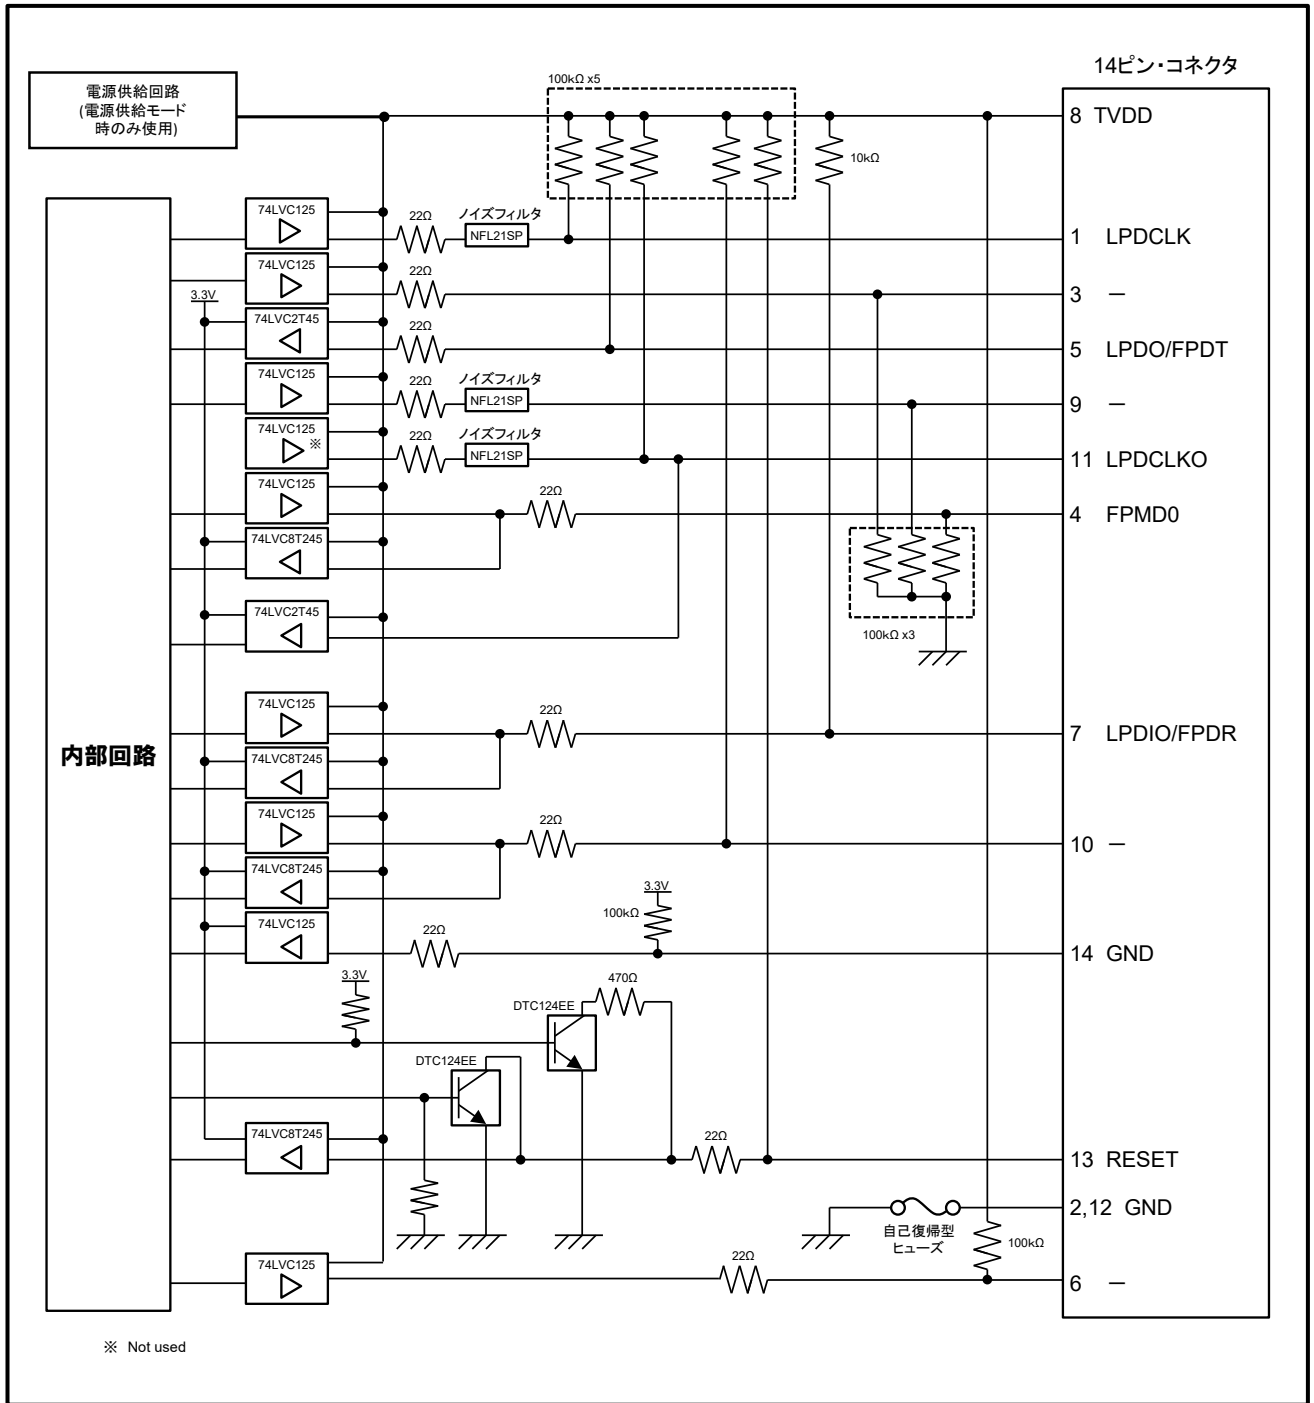 14ピン・コネクタ
電源供給回路
(電源供給モード
時のみ使用)
100kΩ x5
8 TVDD
10kΩ
74LVC125
22Ω
ノイズフィルタ
NFL21SP
1 LPDCLK
74LVC125
22Ω
3 －
3.3V
74LVC2T45
22Ω
5 LPDO/FPDT
74LVC125
22Ω
ノイズフィルタ
NFL21SP
9 －
74LVC125
※
22Ω
ノイズフィルタ
NFL21SP
11 LPDCLKO
74LVC125
22Ω
4 FPMD0
74LVC8T245
74LVC2T45
100kΩ x3
74LVC125
22Ω
7 LPDIO/FPDR
内部回路
74LVC8T245
74LVC125
22Ω
10 －
74LVC8T245
3.3V
100kΩ
74LVC125
22Ω
14 GND
3.3V
470Ω
DTC124EE
DTC124EE
74LVC8T245
22Ω
13 RESET
2,12 GND
自己復帰型
ヒューズ
100kΩ
74LVC125
22Ω
6 －
※ Not used